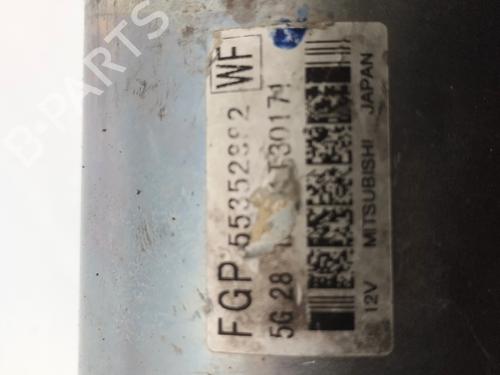 FGP 55352882 WF
5G 28
12V MITSUBISHI JAPAN
B-PARTS